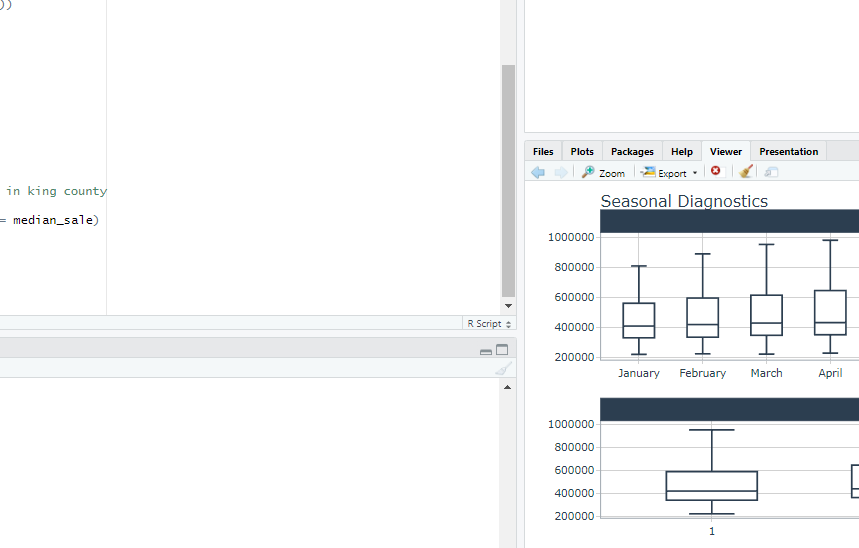 ))
in king county
= median_sale)
R Script
Files Plots Packages Help Viewer Presentation
Zoom Export
Seasonal Diagnostics
1000000
800000
600000
400000
200000
January February March April
1000000
800000
600000
400000
200000
1